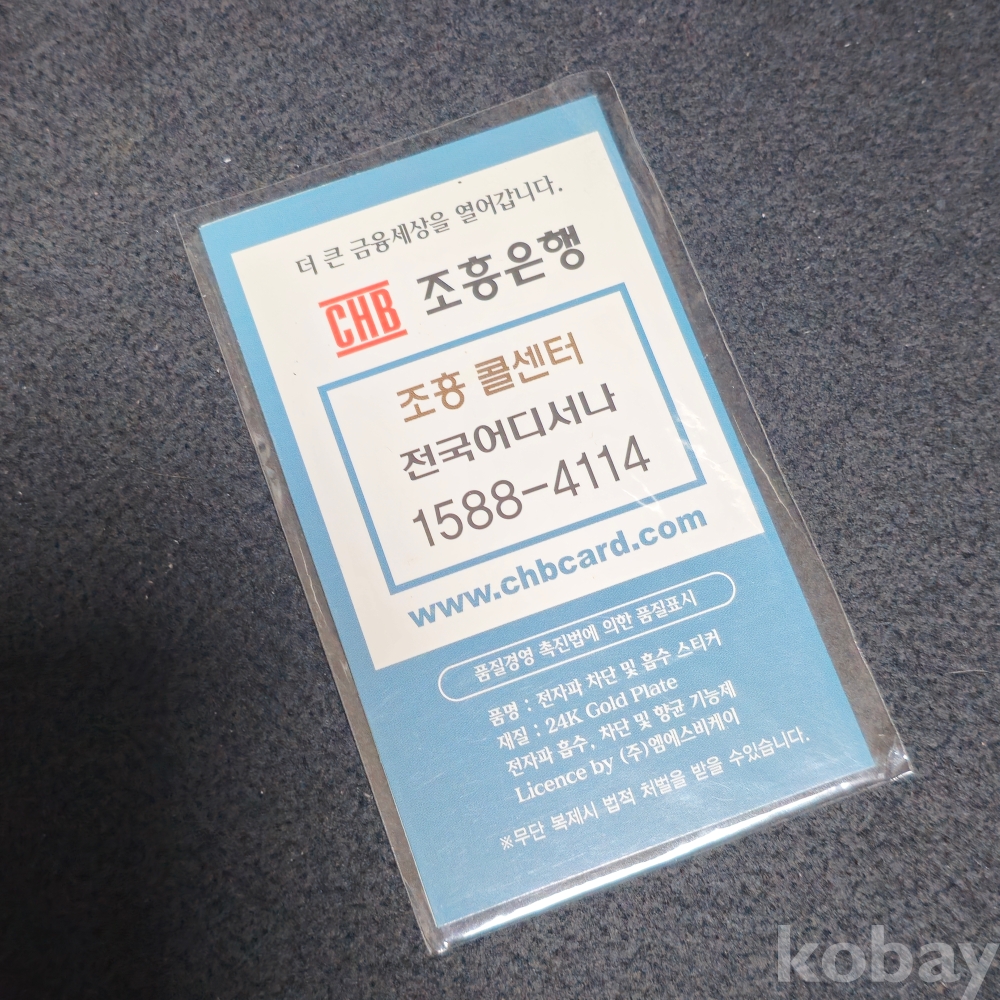 더 큰 금융세상을 열어갑니다.
CHB 조흥은행
조흥 콜센터
전국어디서나
1588-4114
www.chbcard.com
품질경영 촉진법에 의한 품질표시
품명 : 전자파 차단 및 흡수 스티커
재질 : 24K Gold Plate
전자파 흡수, 차단 및 향균 기능제
Licence by (주)엠에스비케이
※무단 복제시 법적 처벌을 받을 수있습니다.
kobay